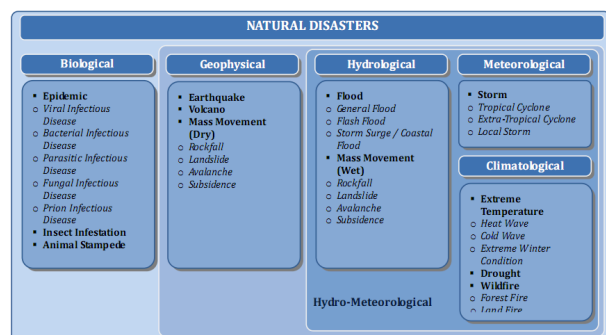 NATURAL DISASTERS
Biological
▪ Epidemic
o Viral Infectious
Disease
o Bacterial Infectious
Disease
o Parasitic Infectious
Disease
o Fungal Infectious
Disease
o Prion Infectious
Disease
▪ Insect Infestation
▪ Animal Stampede
Geophysical
▪ Earthquake
▪ Volcano
▪ Mass Movement
(Dry)
o Rockfall
o Landslide
o Avalanche
o Subsidence
Hydrological
▪ Flood
o General Flood
o Flash Flood
o Storm Surge / Coastal
Flood
▪ Mass Movement
(Wet)
o Rockfall
o Landslide
o Avalanche
o Subsidence
Meteorological
▪ Storm
o Tropical Cyclone
o Extra-Tropical Cyclone
o Local Storm
Climatological
▪ Extreme
Temperature
o Heat Wave
o Cold Wave
o Extreme Winter
Condition
▪ Drought
▪ Wildfire
o Forest Fire
o Land Fire
Hydro-Meteorological